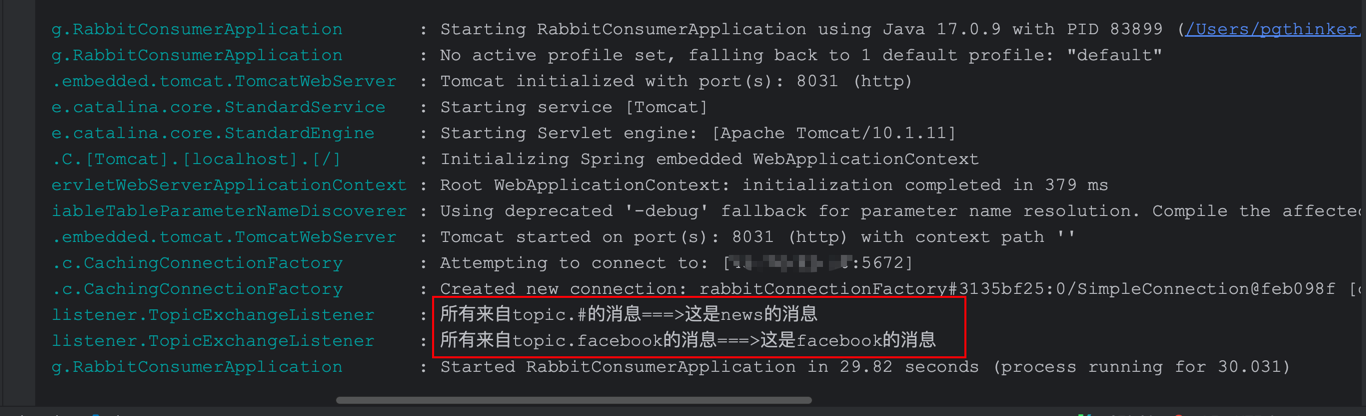 g.RabbitConsumerApplication : Starting RabbitConsumerApplication using Java 17.0.9 with PID 83899 (/Users/pgthinker
g.RabbitConsumerApplication : No active profile set, falling back to 1 default profile: "default"
.embedded.tomcat.TomcatWebServer : Tomcat initialized with port(s): 8031 (http)
e.catalina.core.StandardService : Starting service [Tomcat]
e.catalina.core.StandardEngine : Starting Servlet engine: [Apache Tomcat/10.1.11]
.C.[Tomcat].[localhost].[/] : Initializing Spring embedded WebApplicationContext
ervletWebServerApplicationContext : Root WebApplicationContext: initialization completed in 379 ms
iableTableParameterNameDiscoverer : Using deprecated '-debug' fallback for parameter name resolution. Compile the affected
.embedded.tomcat.TomcatWebServer : Tomcat started on port(s): 8031 (http) with context path ''
.c.CachingConnectionFactory : Attempting to connect to: [:5672]
.c.CachingConnectionFactory : Created new connection: rabbitConnectionFactory#3135bf25:0/SimpleConnection@feb098f [
listener.TopicExchangeListener : 所有来自topic.#的消息===>这是news的消息
listener.TopicExchangeListener : 所有来自topic.facebook的消息===>这是facebook的消息
g.RabbitConsumerApplication : Started RabbitConsumerApplication in 29.82 seconds (process running for 30.031)